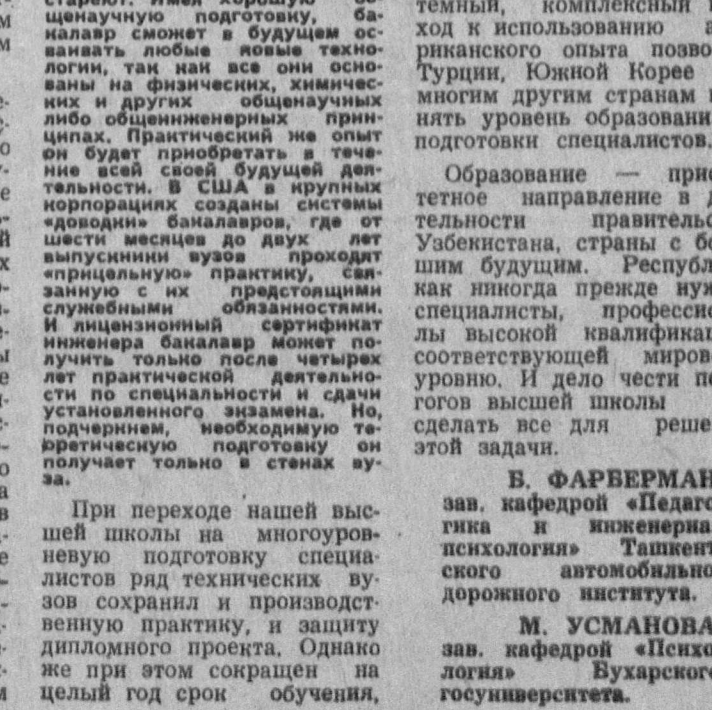 стареют. Имея хорошую об-
щенаучную подготовку, ба-
калавр сможет в будущем ос-
ваивать любые новые техно-
логии, так как все они осно-
ваны на физических, химичес-
ких и других общенаучных
либо общеинженерных прин-
ципах. Практический же опыт
он будет приобретать в тече-
ние всей своей будущей дея-
тельности. В США в крупных
корпорациях созданы системы
«доводки» бакалавров, где от
шести месяцев до двух лет
выпускники вузов проходят
«прицельную» практику, свя-
занную с их предстоящими
служебными обязанностями.
И лицензионный сертификат
инженера бакалавр может по-
лучить только после четырех
лет практической деятельно-
сти по специальности и сдачи
установленного экзамена. Но,
подчеркнем, необходимую те-
оретическую подготовку он
получает только в стенах ву-
за.
При переходе нашей выс-
шей школы на многоуров-
невую подготовку специа-
листов ряд технических ву-
зов сохранил и производст-
венную практику, и защиту
дипломного проекта. Однако
же при этом сокращен на
целый год срок обучения,
темный, комплексный п
ход к использованию а
риканского опыта позво
Турции, Южной Корее
многим другим странам п
нять уровень образовани
подготовки специалистов.
Образование — прио
тетное направление в д
тельности правительс
Узбекистана, страны с бо
шим будущим. Республ
как никогда прежде нуж
специалисты, професси
лы высокой квалификац
соответствующей миров
уровню. И дело чести пе
гогов высшей школы
сделать все для реше
этой задачи.
Б. ФАРБЕРМАН
зав. кафедрой «Педаго
гика и инженерна
психология» Ташкент
ского автомобильно
дорожного института.
М. УСМАНОВА
зав. кафедрой «Психо
логия» Бухарского
госуниверситета.